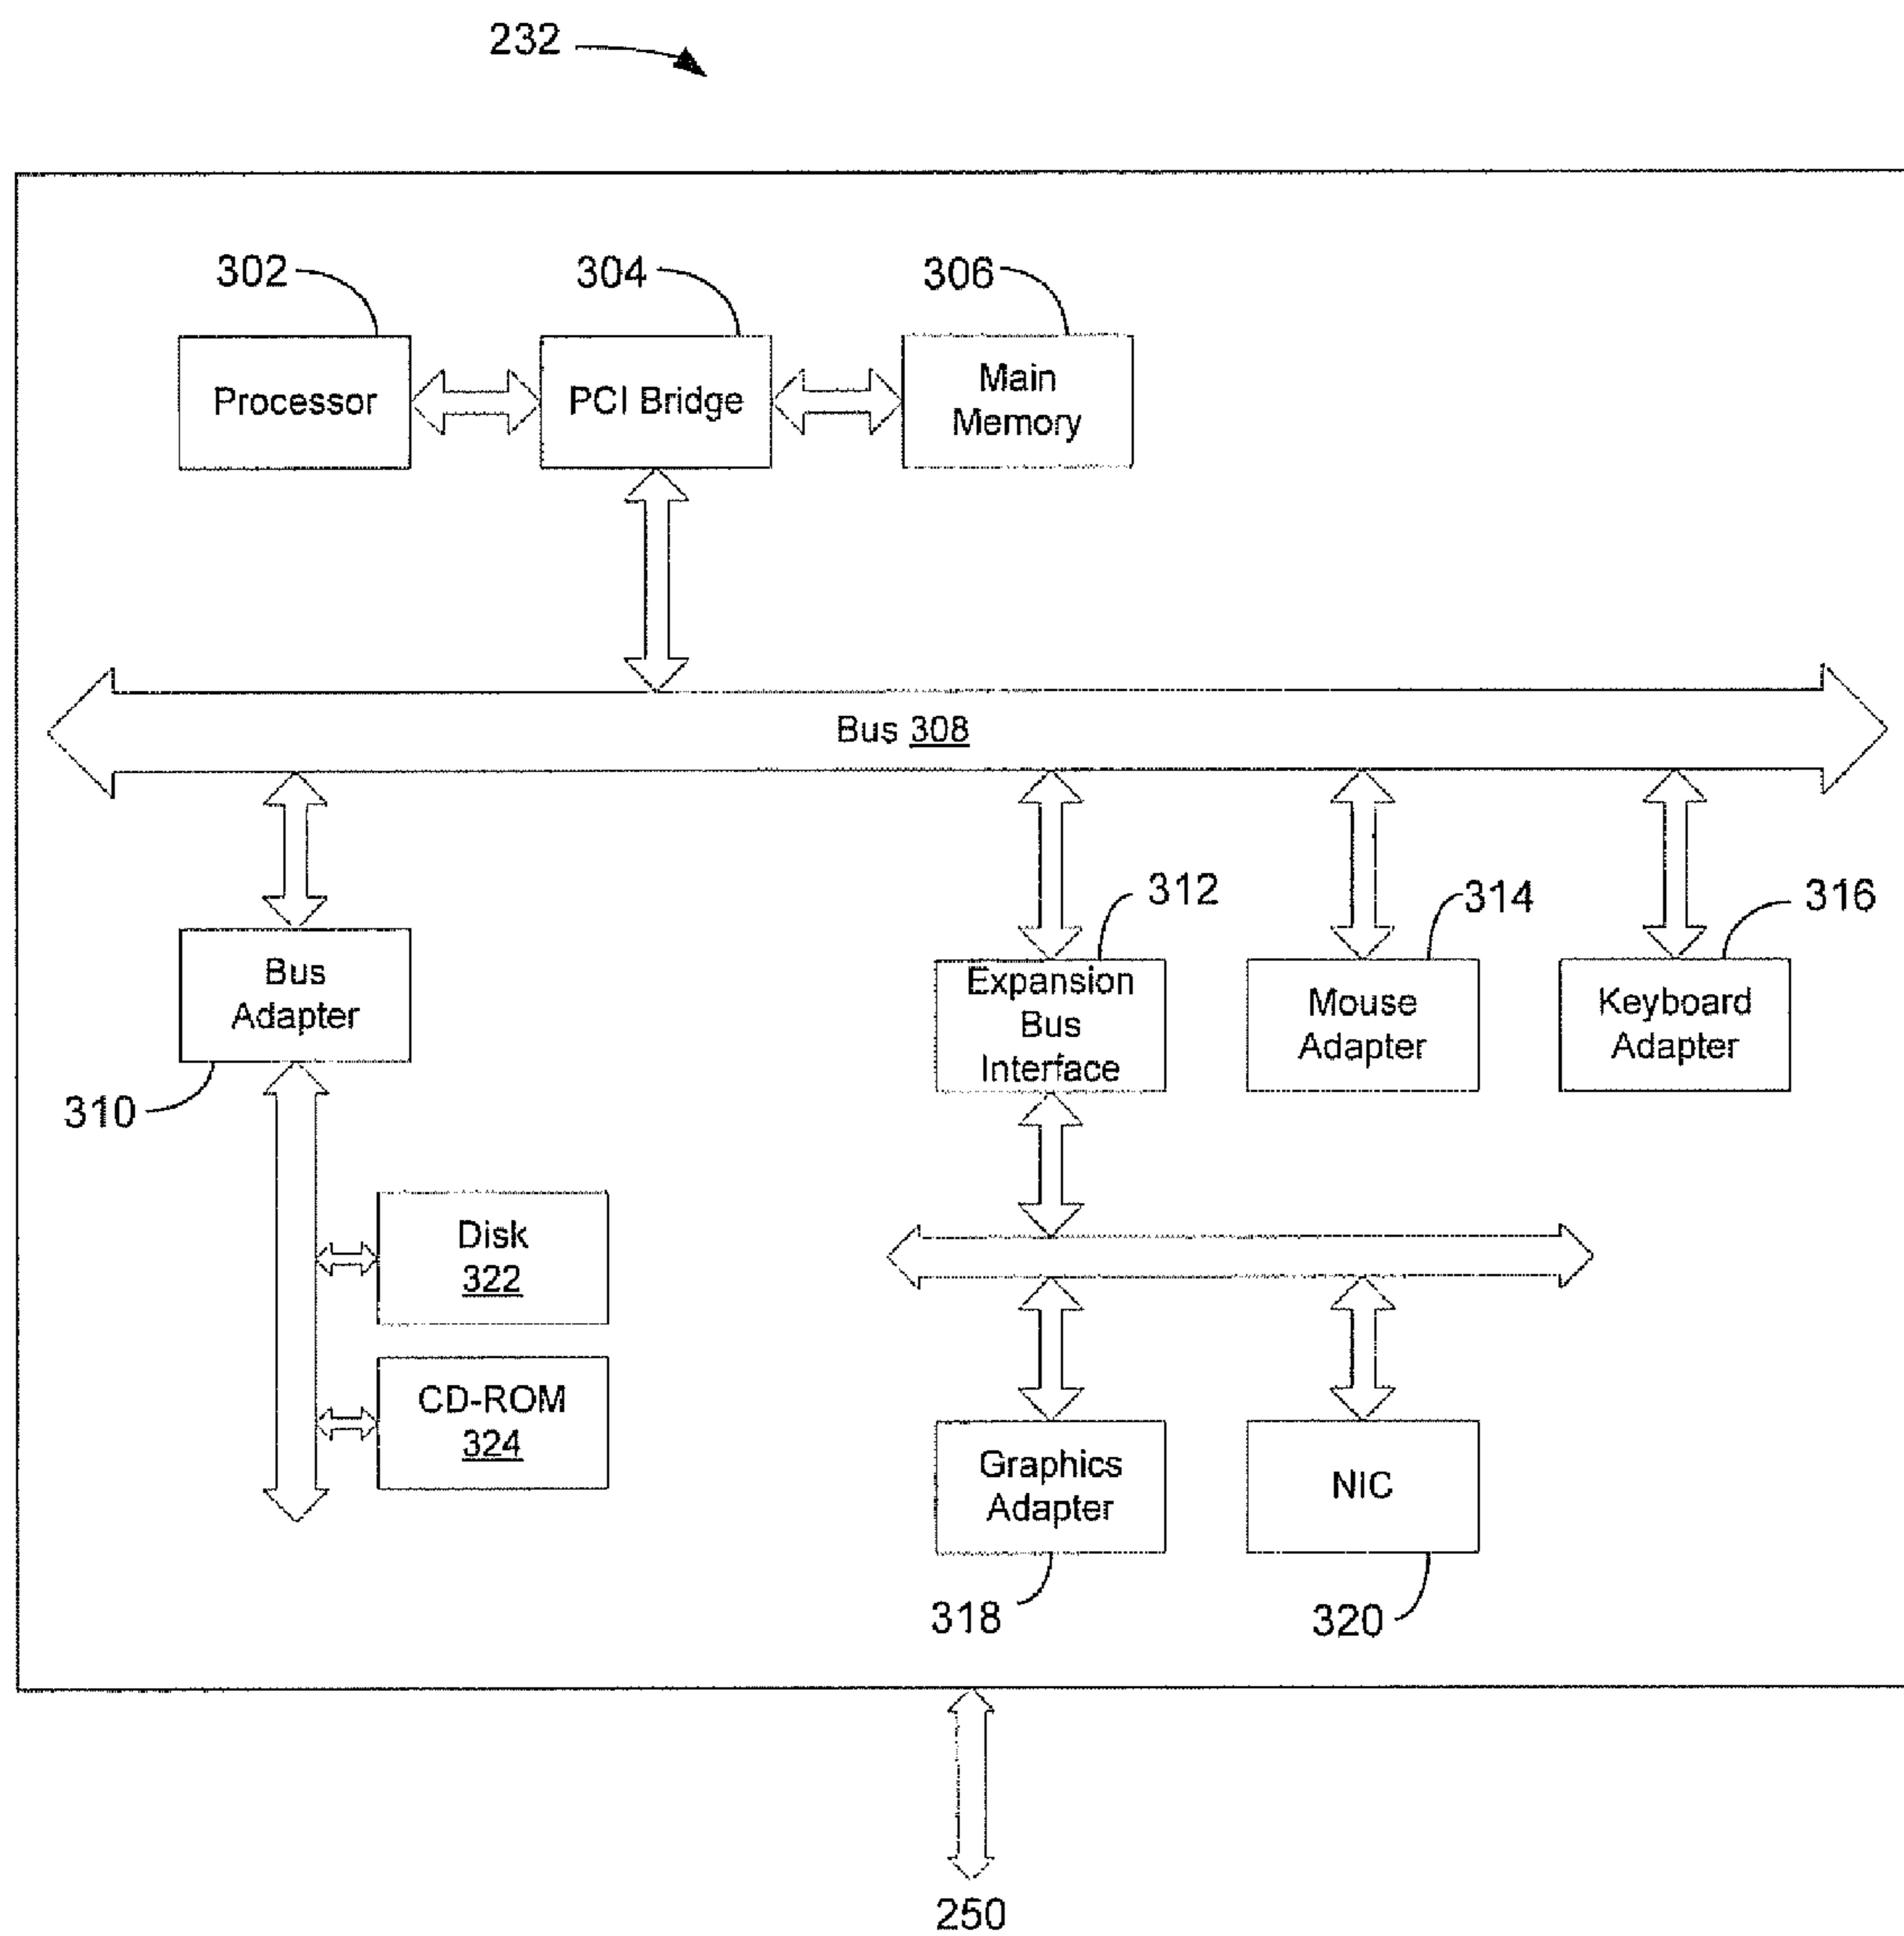 232
302
304
306
Processor
PCI Bridge
Main
Memory
Bus 308
312
314
316
Bus
Adapter
310
Expansion
Bus
Interface
Mouse
Adapter
Keyboard
Adapter
Disk
322
CD-ROM
324
Graphics
Adapter
NIC
318
320
250